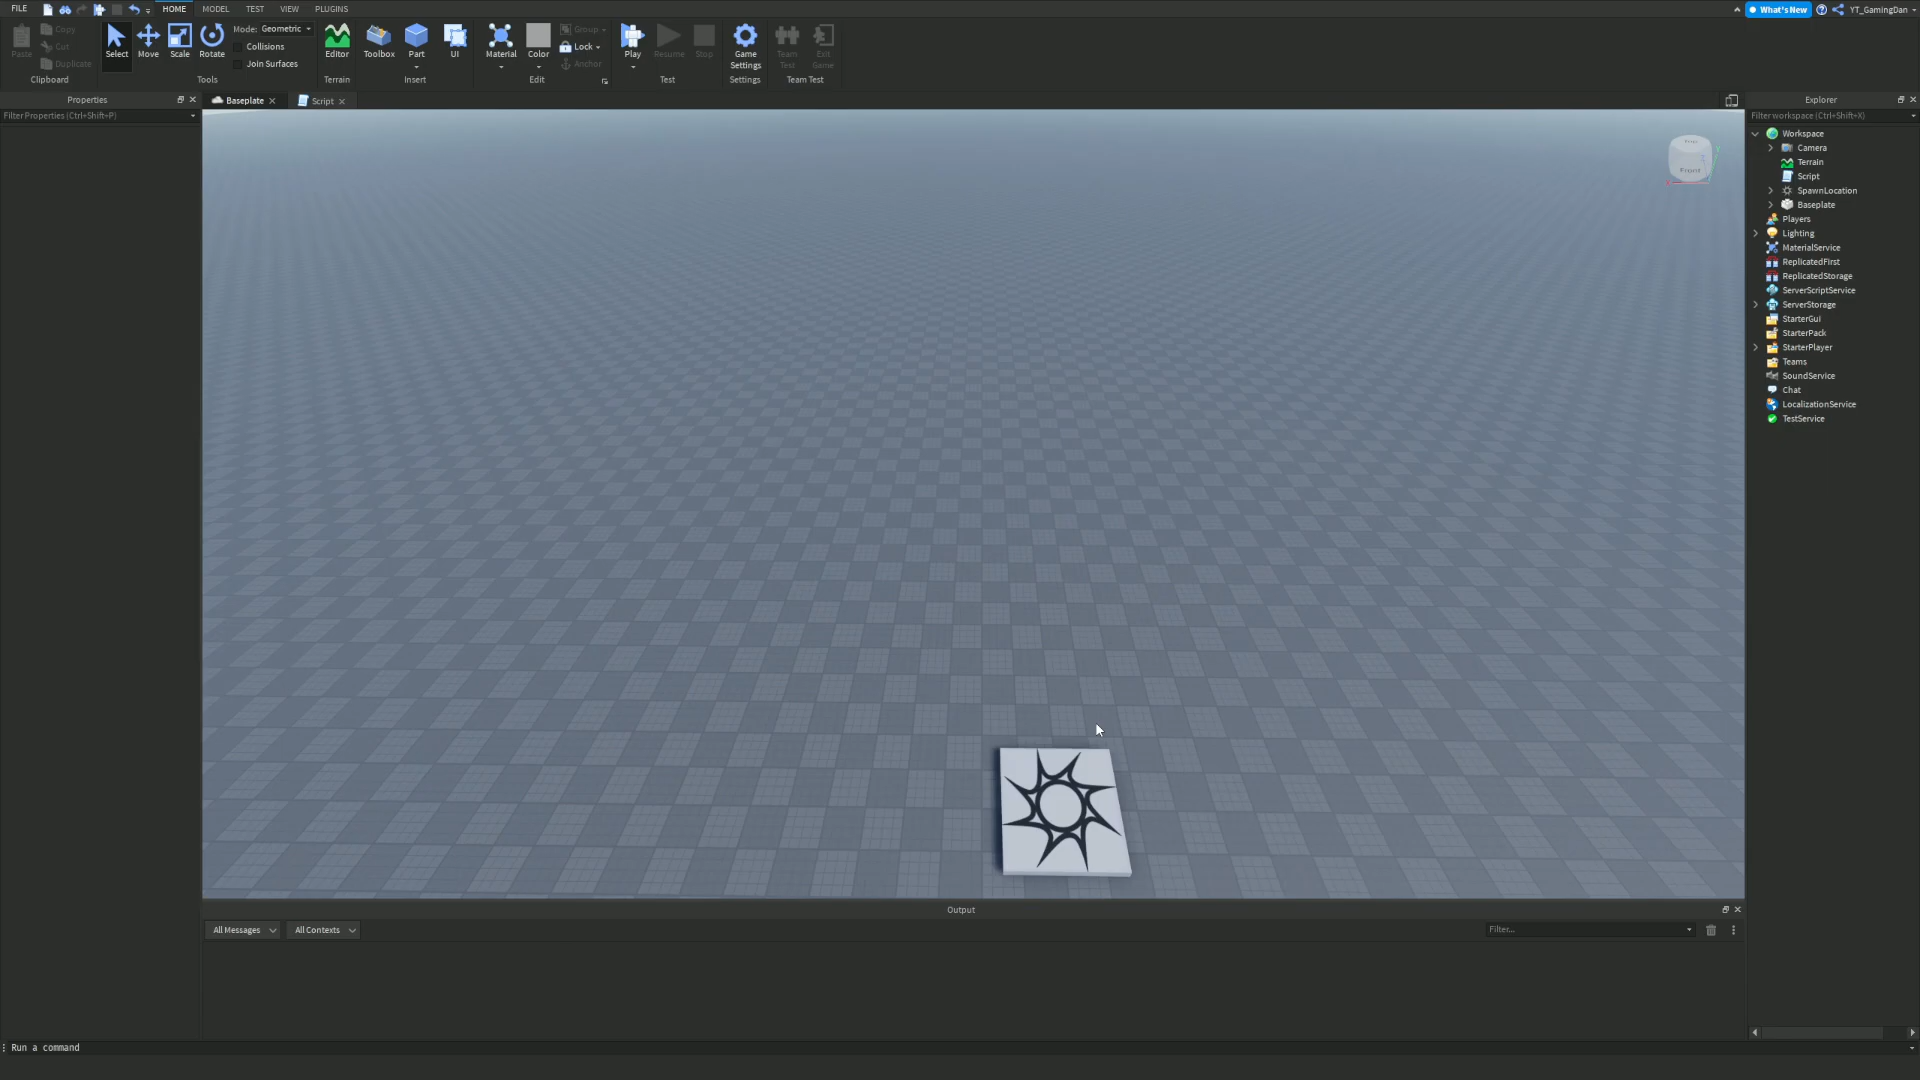 FILE HOME MODEL TEST VIEW PLUGINS What's New YT_GamingDan
Paste Copy Cut Duplicate Clipboard
Select Move Scale Rotate Mode: Geometric Collisions Join Surfaces Tools
Editor Terrain
Toolbox Part UI Insert
Material Color Group Lock Anchor Edit
Play Resume Stop Test
Game Settings Settings
Team Test Exit Game Team Test
Properties
Filter Properties (Ctrl+Shift+P)
Baseplate Script
Front
Explorer
Filter workspace (Ctrl+Shift+X)
Workspace
Camera
Terrain
Script
SpawnLocation
Baseplate
Players
Lighting
MaterialService
ReplicatedFirst
ReplicatedStorage
ServerScriptService
ServerStorage
StarterGui
StarterPack
StarterPlayer
Teams
SoundService
Chat
LocalizationService
TestService
Output
All Messages All Contexts Filter...
Run a command